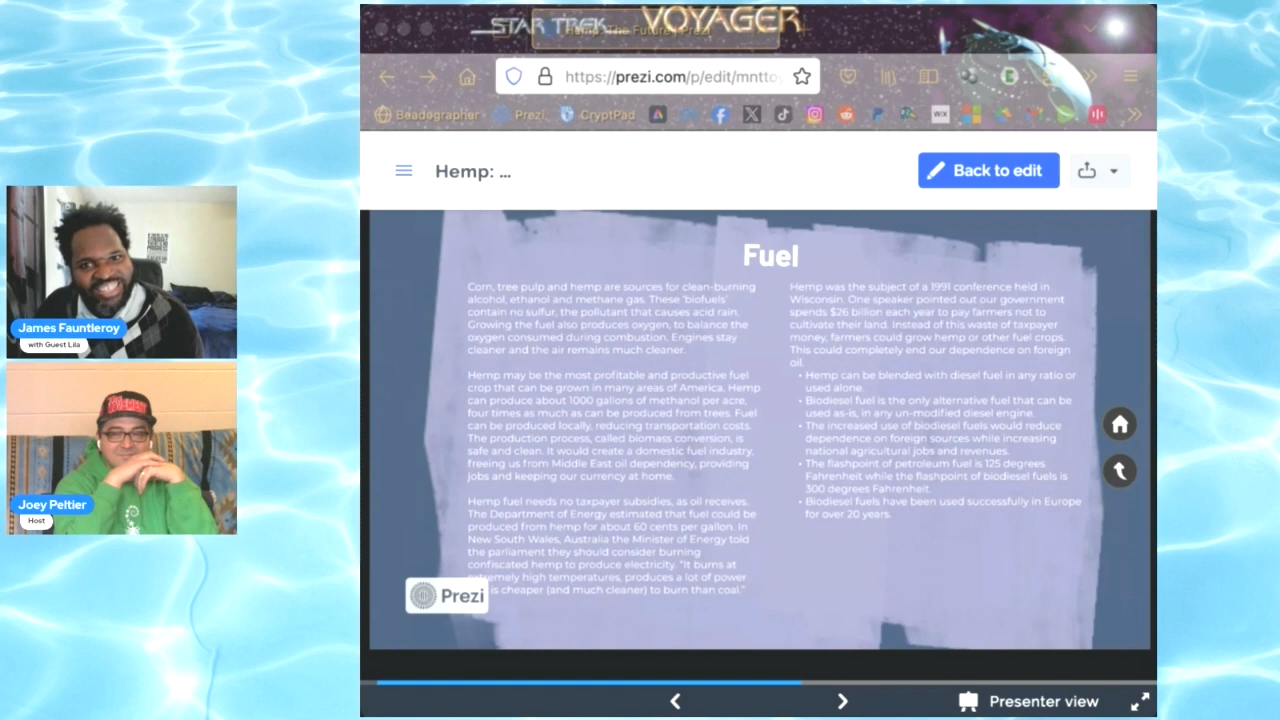 STAR TREK VOYAGER
Hemp: The Future | Prezi
https://prezi.com/p/edit/mntto
Beadographer
Prezi
CryptPad
WiX
Hemp: ...
Back to edit
Fuel
Corn, tree pulp and hemp are sources for clean-burning
alcohol, ethanol and methane gas. These 'biofuels'
contain no sulfur, the pollutant that causes acid rain.
Growing the fuel also produces oxygen, to balance the
oxygen consumed during combustion. Engines stay
cleaner and the air remains much cleaner.
Hemp may be the most profitable and productive fuel
crop that can be grown in many areas of America. Hemp
can produce about 1000 gallons of methanol per acre,
four times as much as can be produced from trees. Fuel
can be produced locally, reducing transportation costs.
The production process, called biomass conversion, is
safe and clean. It would create a domestic fuel industry,
freeing us from Middle East oil dependency, providing
jobs and keeping our currency at home.
Hemp fuel needs no taxpayer subsidies, as oil receives.
The Department of Energy estimated that fuel could be
produced from hemp for about 60 cents per gallon. In
New South Wales, Australia the Minister of Energy told
the parliament they should consider burning
confiscated hemp to produce electricity. "It burns at
extremely high temperatures, produces a lot of power
is cheaper (and much cleaner) to burn than coal."
Hemp was the subject of a 1991 conference held in
Wisconsin. One speaker pointed out our government
spends $26 billion each year to pay farmers not to
cultivate their land. Instead of this waste of taxpayer
money, farmers could grow hemp or other fuel crops.
This could completely end our dependence on foreign
oil.
• Hemp can be blended with diesel fuel in any ratio or
used alone.
• Biodiesel fuel is the only alternative fuel that can be
used as-is, in any un-modified diesel engine.
• The increased use of biodiesel fuels would reduce
dependence on foreign sources while increasing
national agricultural jobs and revenues.
• The flashpoint of petroleum fuel is 125 degrees
Fahrenheit while the flashpoint of biodiesel fuels is
300 degrees Fahrenheit.
• Biodiesel fuels have been used successfully in Europe
for over 20 years.
Prezi
Presenter view
James Fauntleroy
with Guest Lila
Joey Peltier
Host